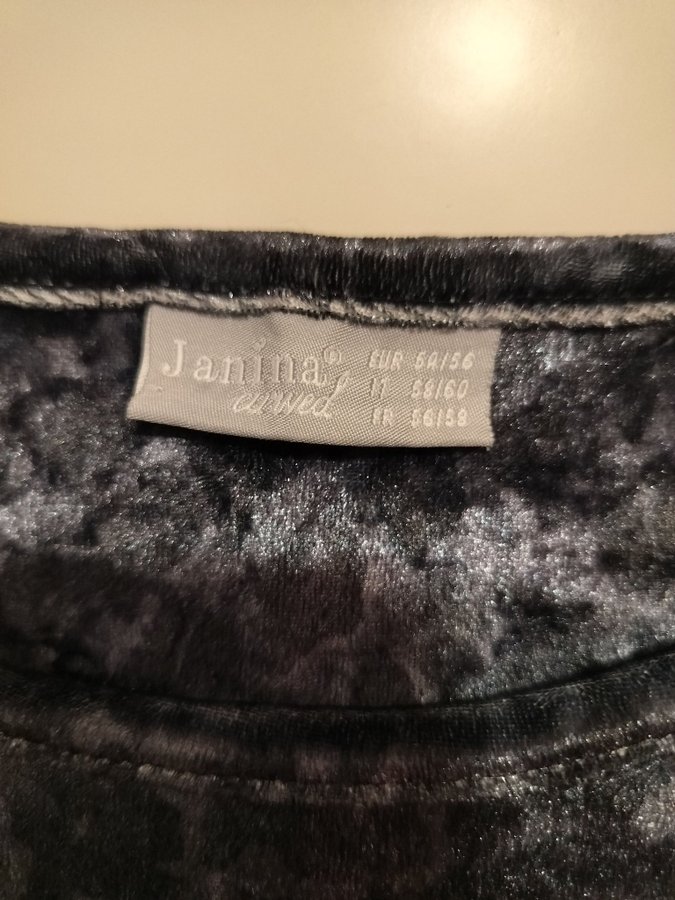 Janina® EUR 54/56
curved IT 58/60
FR 56/58